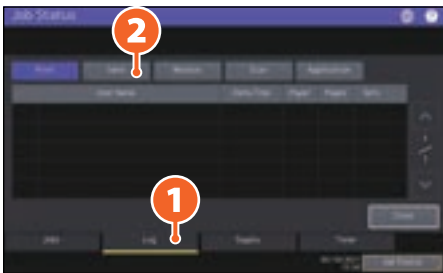 Job Status
2
Print Send Receive Scan Application
User Name Date/Time Paper Pages Sets
1
Close
Jobs Log Supply Toner
Job Status